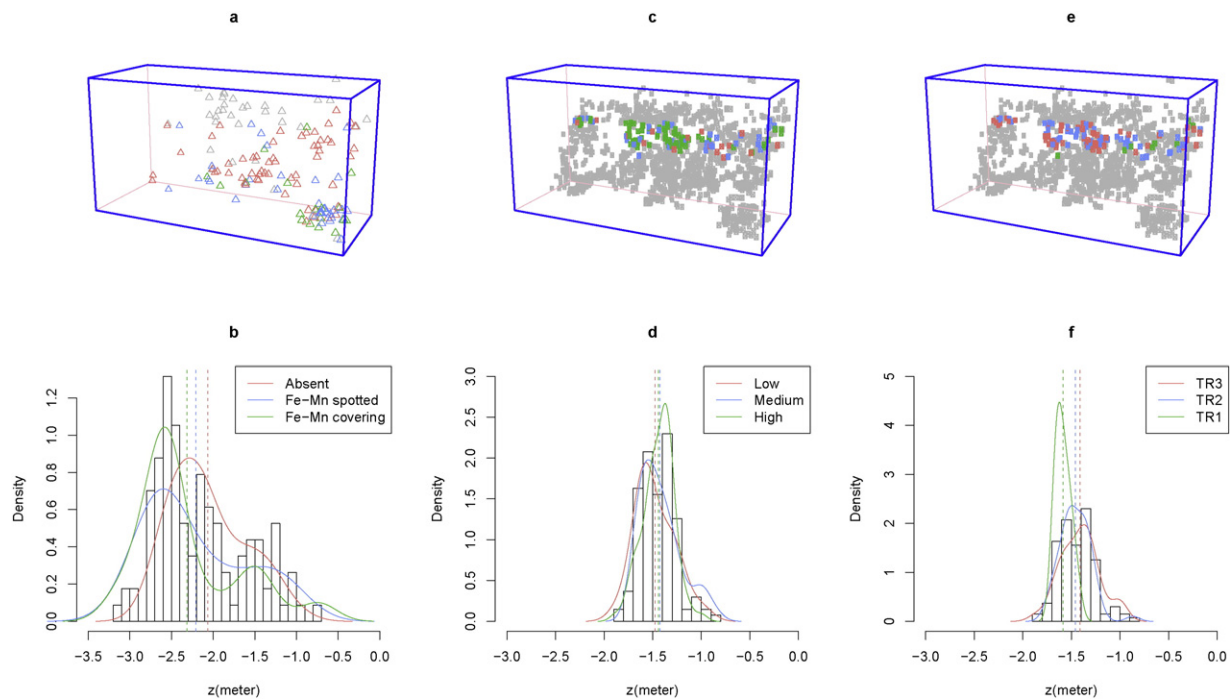 a
c
e
b
Absent
Fe-Mn spotted
Fe-Mn covering
Density
0.0
0.2
0.4
0.6
0.8
1.0
1.2
-3.5
-3.0
-2.5
-2.0
-1.5
-1.0
-0.5
0.0
z(meter)
d
Low
Medium
High
Density
0.0
0.5
1.0
1.5
2.0
2.5
3.0
-3.0
-2.5
-2.0
-1.5
-1.0
-0.5
0.0
z(meter)
f
TR3
TR2
TR1
Density
0
1
2
3
4
5
-3.0
-2.5
-2.0
-1.5
-1.0
-0.5
0.0
z(meter)